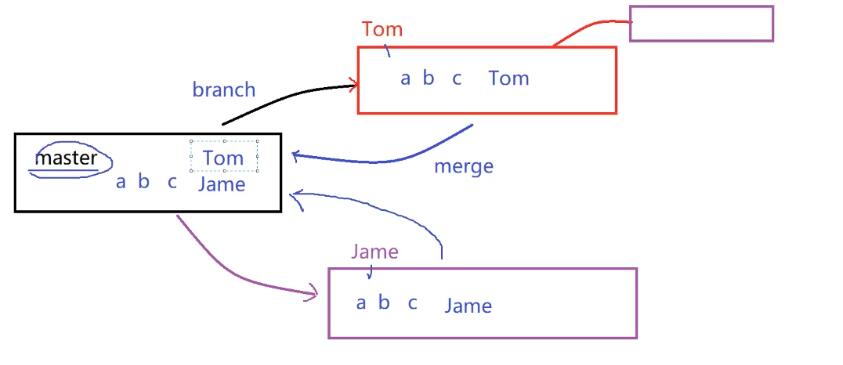 Tom
a b c Tom
branch
master
Tom
a b c Jame
merge
Jame
a b c Jame